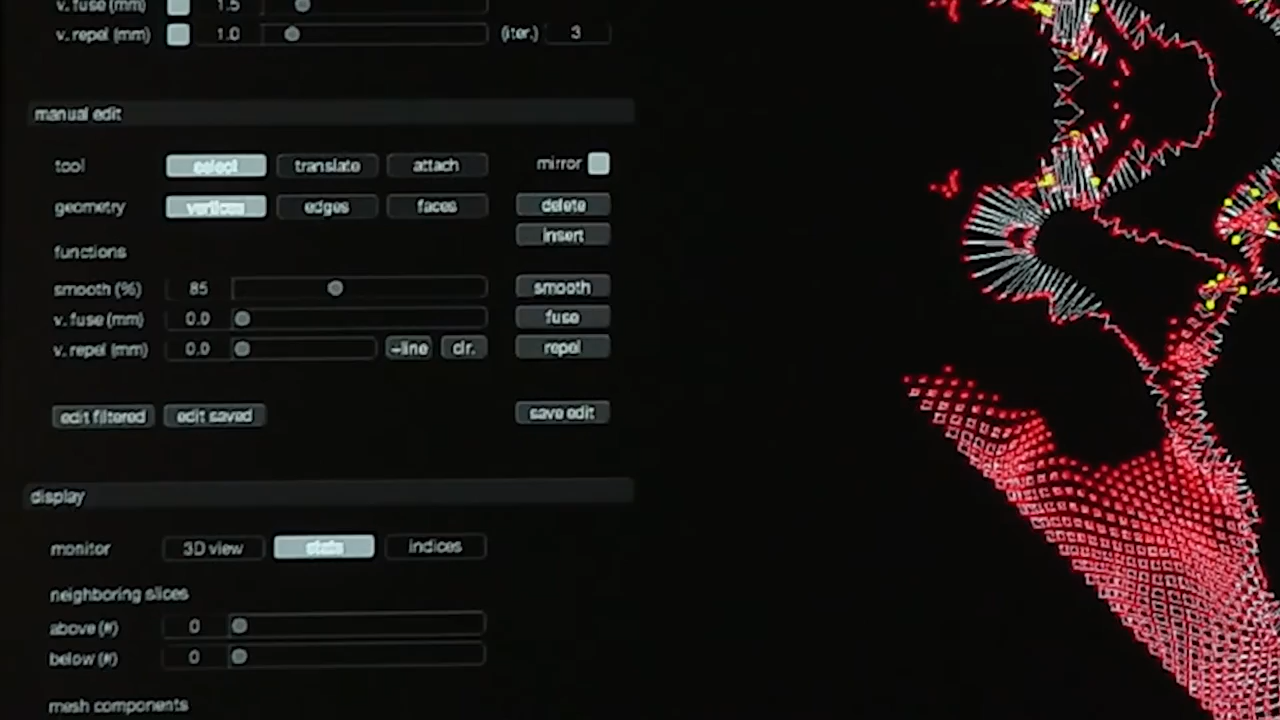 v. fuse (mm) 1.5
v. repel (mm) 1.0 (iter.) 3
manual edit
tool select translate attach mirror
geometry vertices edges faces delete
insert
functions
smooth (%) 85 smooth
v. fuse (mm) 0.0 fuse
v. repel (mm) 0.0 +line clr. repel
edit filtered edit saved save edit
display
monitor 3D view stats indices
neighboring slices
above (#) 0
below (#) 0
mesh components